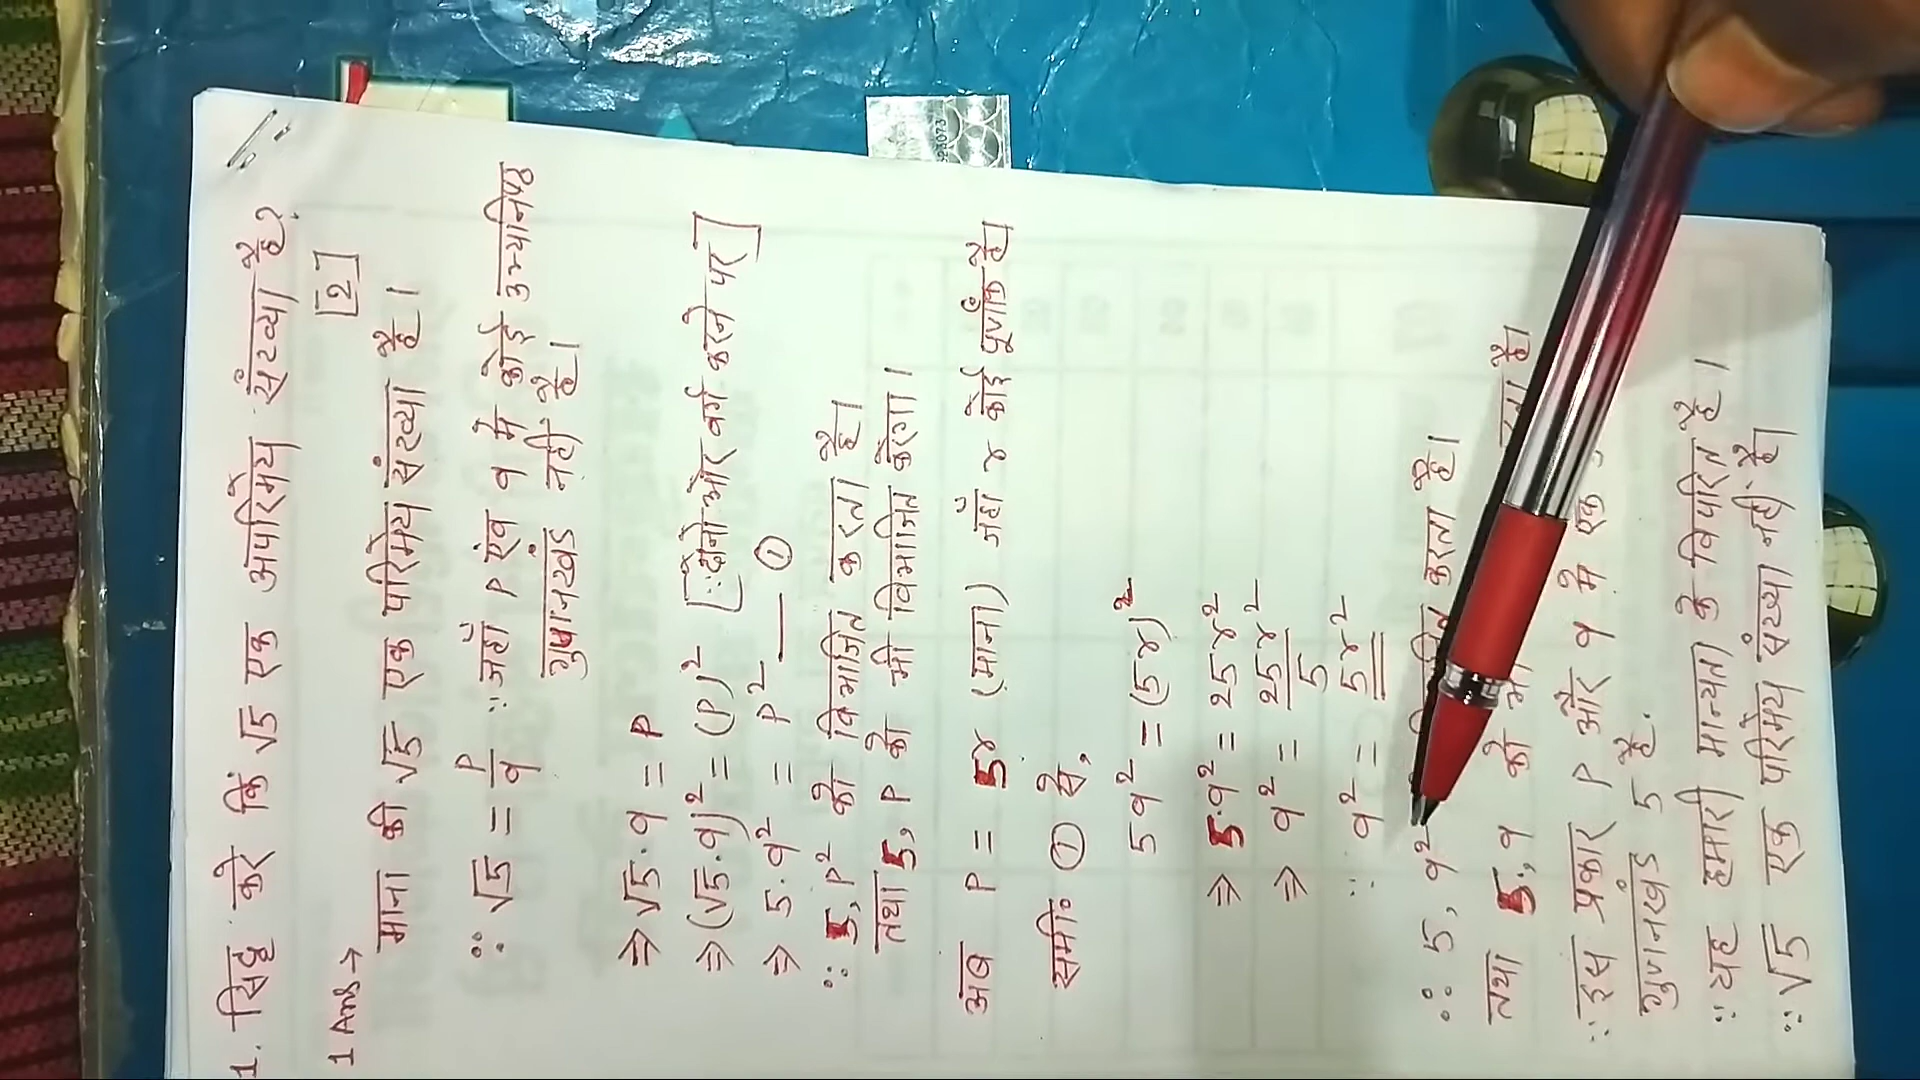 1. सिद्ध करे कि √5 एक अपरिमेय संख्या है?
[2]
1 Ans →
माना की √5 एक परिमेय संख्या है।
∴ √5 = p/q ∵ जहाँ p एंव q में कोई उभयनिष्ठ
गुणनखंड नहीं है।
⇒ √5·q = p
⇒ (√5·q)² = (p)² [∵ दोनो ओर वर्ग करने पर]
⇒ 5·q² = p² — ①
∵ 5, p² को विभाजित करता है।
तथा 5, p को भी विभाजित करेगा।
अब p = 5r (माना) जहाँ r कोई पूर्णांक है।
समी० ① से,
5q² = (5r)²
⇒ 5·q² = 25r²
⇒ q² = 25r²/5
∵ q² = 5r²
∴ 5, q² करता है।
तथा 5, q को है।
∵ इस प्रकार p और q में एक
गुणनखंड 5 है.
∵ यह हमारी मान्यता के विपरित है।
∵ √5 एक परिमेय संख्या नहीं है।
21073